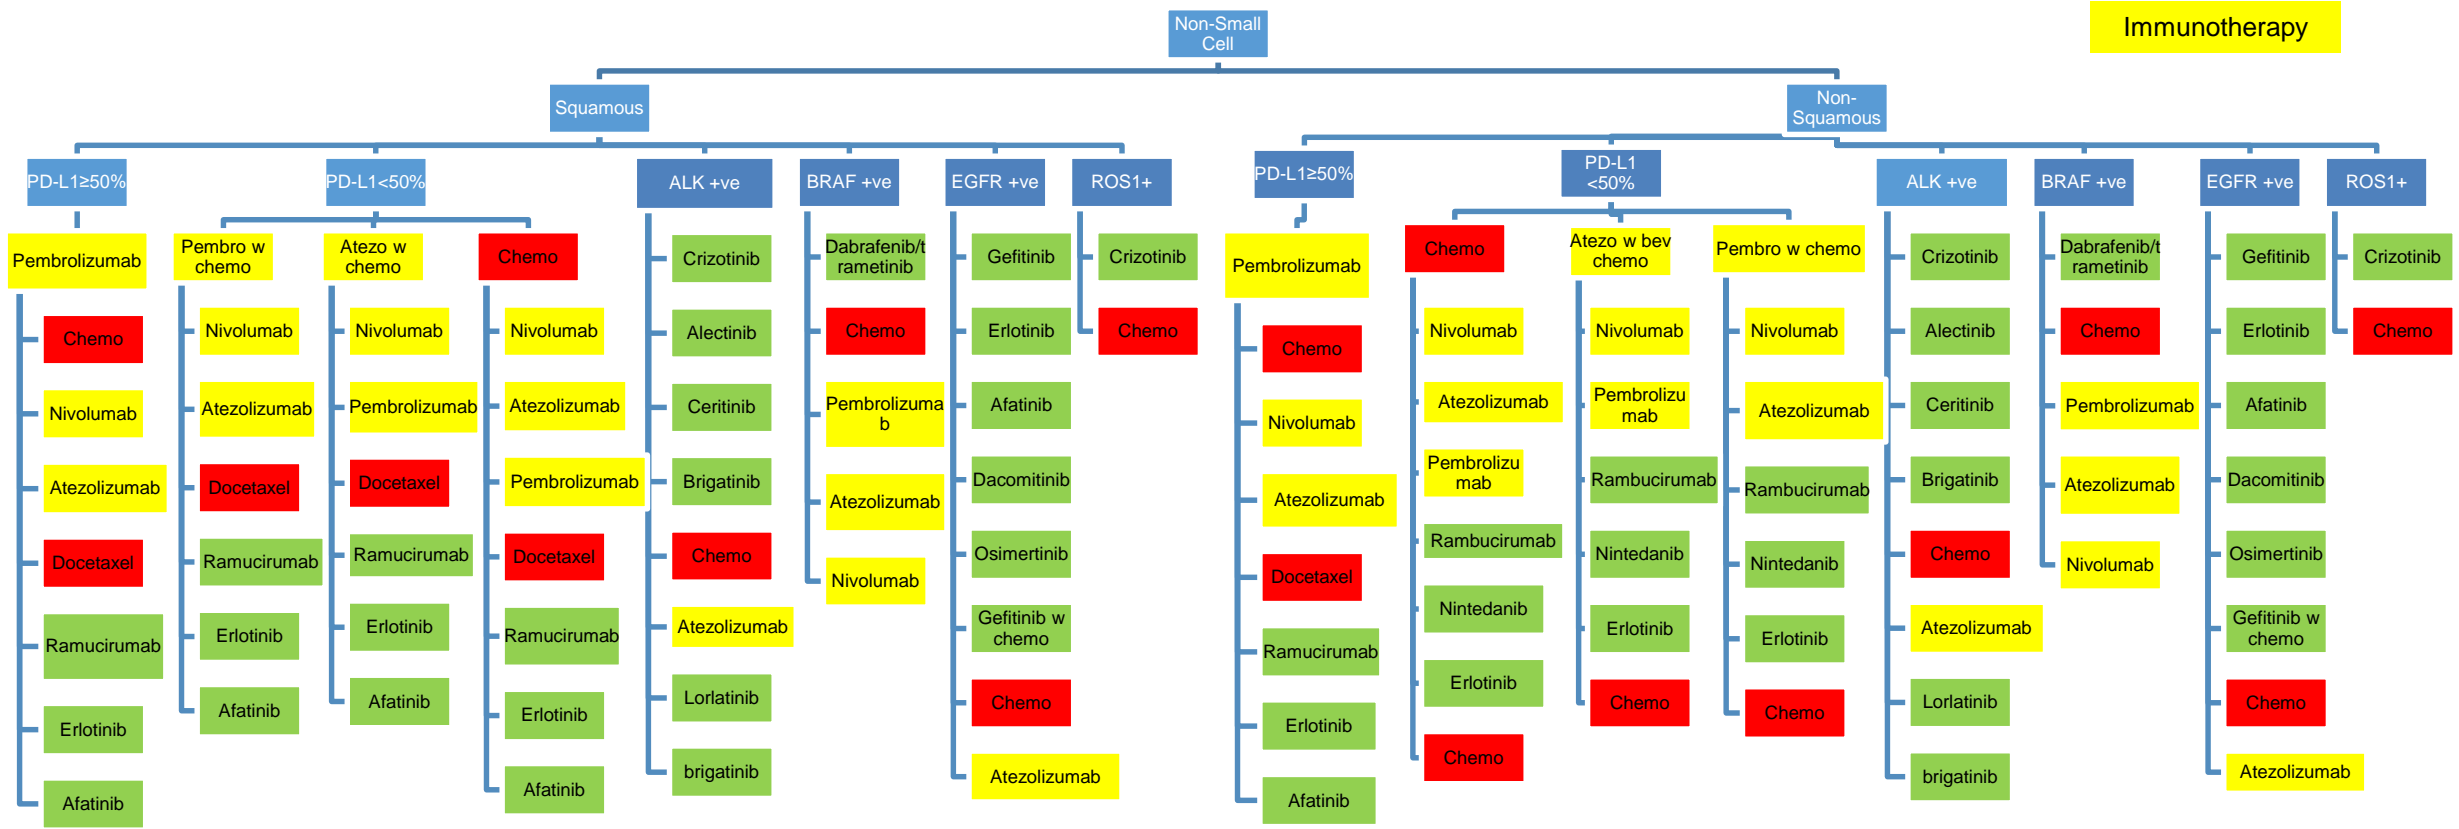 Non-Small
Cell
Immunotherapy
Squamous
Non-
Squamous
PD-L1≥50%
PD-L1<50%
ALK +ve
BRAF +ve
EGFR +ve
ROS1+
PD-L1≥50%
PD-L1
<50%
ALK +ve
BRAF +ve
EGFR +ve
ROS1+
Pembrolizumab
Chemo
Nivolumab
Atezolizumab
Docetaxel
Ramucirumab
Erlotinib
Afatinib
Pembro w
chemo
Nivolumab
Atezolizumab
Docetaxel
Ramucirumab
Erlotinib
Afatinib
Atezo w
chemo
Nivolumab
Pembrolizumab
Docetaxel
Ramucirumab
Erlotinib
Afatinib
Chemo
Nivolumab
Atezolizumab
Pembrolizumab
Docetaxel
Ramucirumab
Erlotinib
Afatinib
Crizotinib
Alectinib
Ceritinib
Brigatinib
Chemo
Atezolizumab
Lorlatinib
brigatinib
Dabrafenib/t
rametinib
Chemo
Pembrolizuma
b
Atezolizumab
Nivolumab
Gefitinib
Erlotinib
Afatinib
Dacomitinib
Osimertinib
Gefitinib w
chemo
Chemo
Atezolizumab
Crizotinib
Chemo
Pembrolizumab
Chemo
Nivolumab
Atezolizumab
Docetaxel
Ramucirumab
Erlotinib
Afatinib
Chemo
Nivolumab
Atezolizumab
Pembrolizu
mab
Rambucirumab
Nintedanib
Erlotinib
Chemo
Atezo w bev
chemo
Nivolumab
Pembrolizu
mab
Rambucirumab
Nintedanib
Erlotinib
Chemo
Pembro w chemo
Nivolumab
Atezolizumab
Rambucirumab
Nintedanib
Erlotinib
Chemo
Crizotinib
Alectinib
Ceritinib
Brigatinib
Chemo
Atezolizumab
Lorlatinib
brigatinib
Dabrafenib/t
rametinib
Chemo
Pembrolizumab
Atezolizumab
Nivolumab
Gefitinib
Erlotinib
Afatinib
Dacomitinib
Osimertinib
Gefitinib w
chemo
Chemo
Atezolizumab
Crizotinib
Chemo